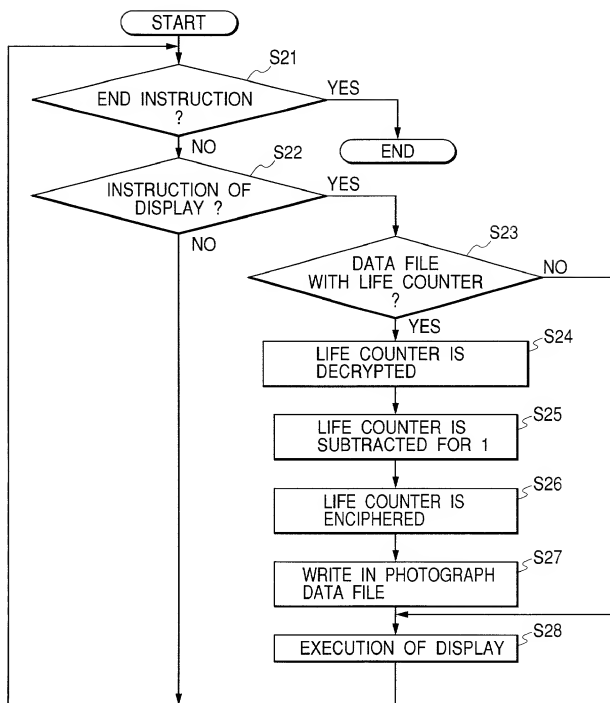 START
S21
END INSTRUCTION
?
YES
NO
END
S22
INSTRUCTION OF
DISPLAY ?
YES
NO
S23
DATA FILE
WITH LIFE COUNTER
?
NO
YES
S24
LIFE COUNTER IS
DECRYPTED
S25
LIFE COUNTER IS
SUBTRACTED FOR 1
S26
LIFE COUNTER IS
ENCIPHERED
S27
WRITE IN PHOTOGRAPH
DATA FILE
S28
EXECUTION OF DISPLAY